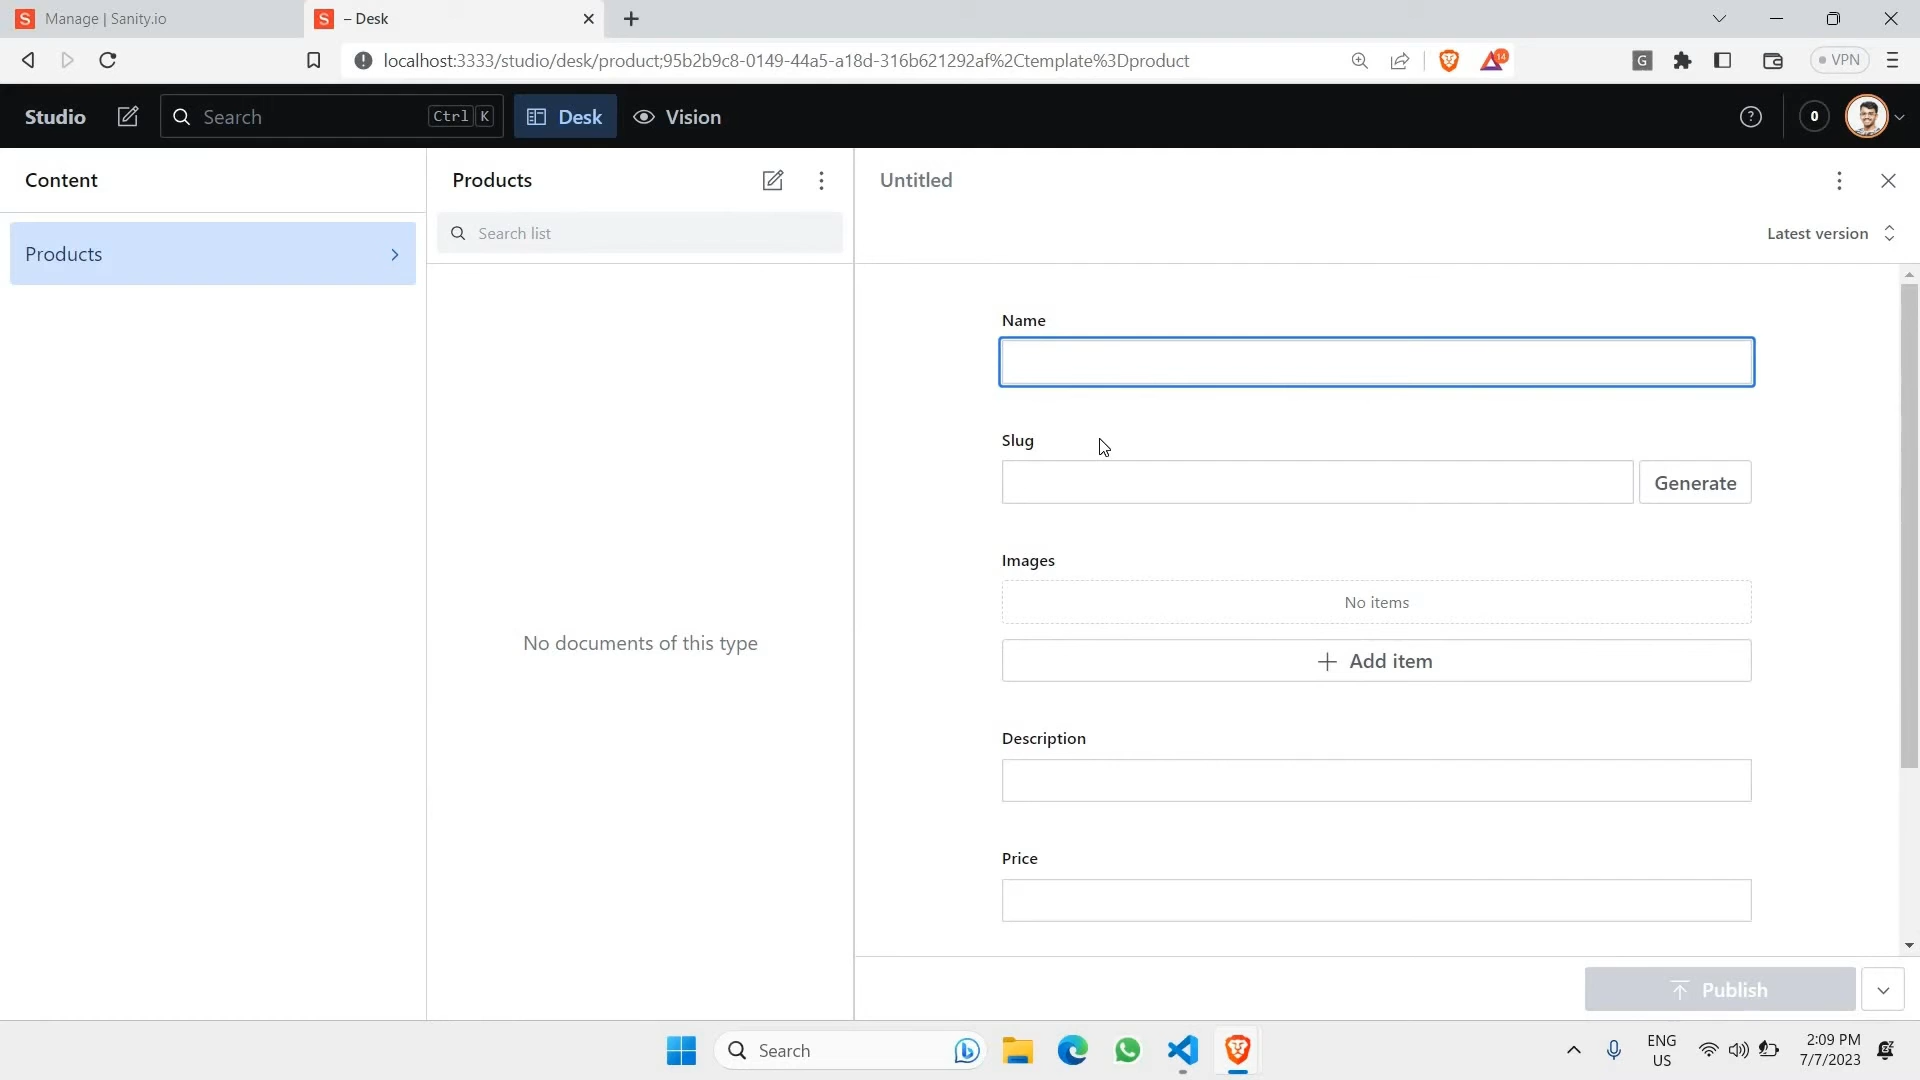 Manage | Sanity.io
– Desk
localhost:3333/studio/desk/product;95b2b9c8-0149-44a5-a18d-316b621292af%2Ctemplate%3Dproduct
14
G
VPN
Studio
Search
Ctrl K
Desk
Vision
0
Content
Products
Untitled
Products
Search list
Latest version
Name
Slug
Generate
Images
No items
Add item
No documents of this type
Description
Price
Publish
Search
ENG
US
2:09 PM
7/7/2023